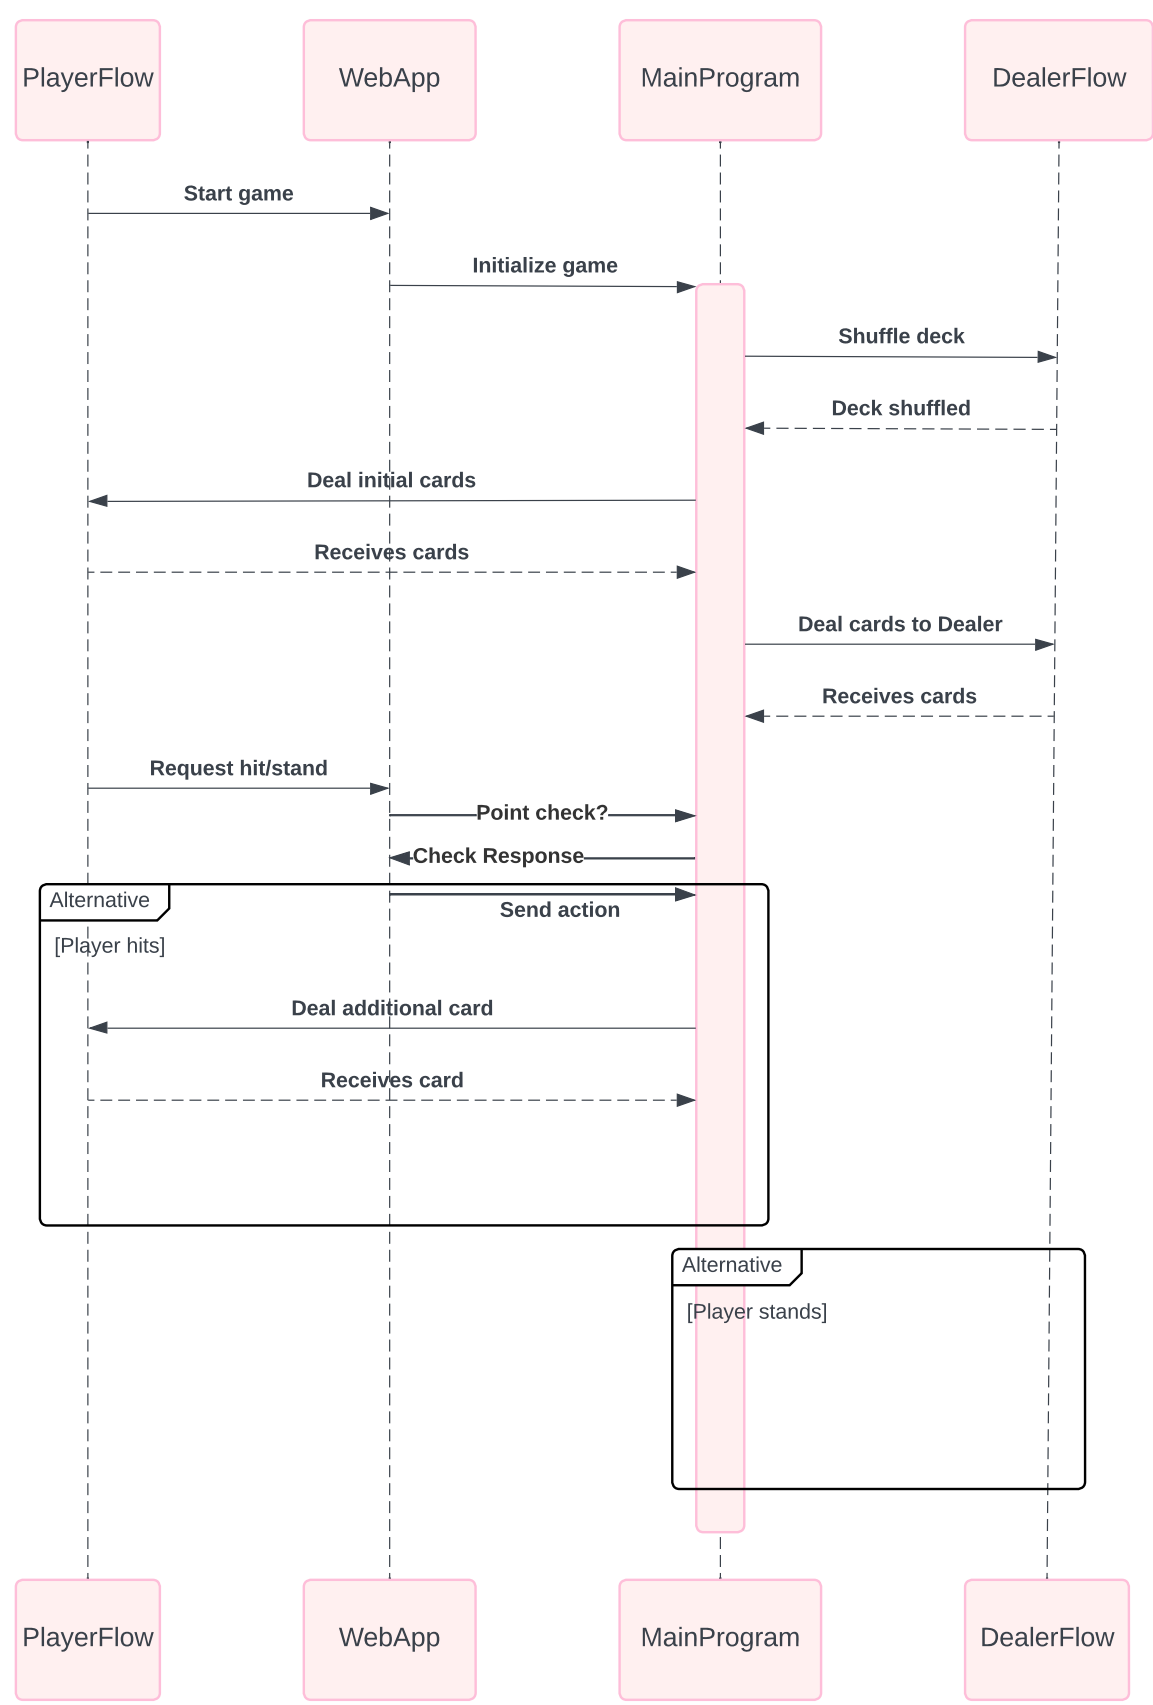 PlayerFlow
WebApp
MainProgram
DealerFlow
Start game
Initialize game
Shuffle deck
Deck shuffled
Deal initial cards
Receives cards
Deal cards to Dealer
Receives cards
Request hit/stand
Point check?
Check Response
Alternative
Send action
[Player hits]
Deal additional card
Receives card
Alternative
[Player stands]
PlayerFlow
WebApp
MainProgram
DealerFlow